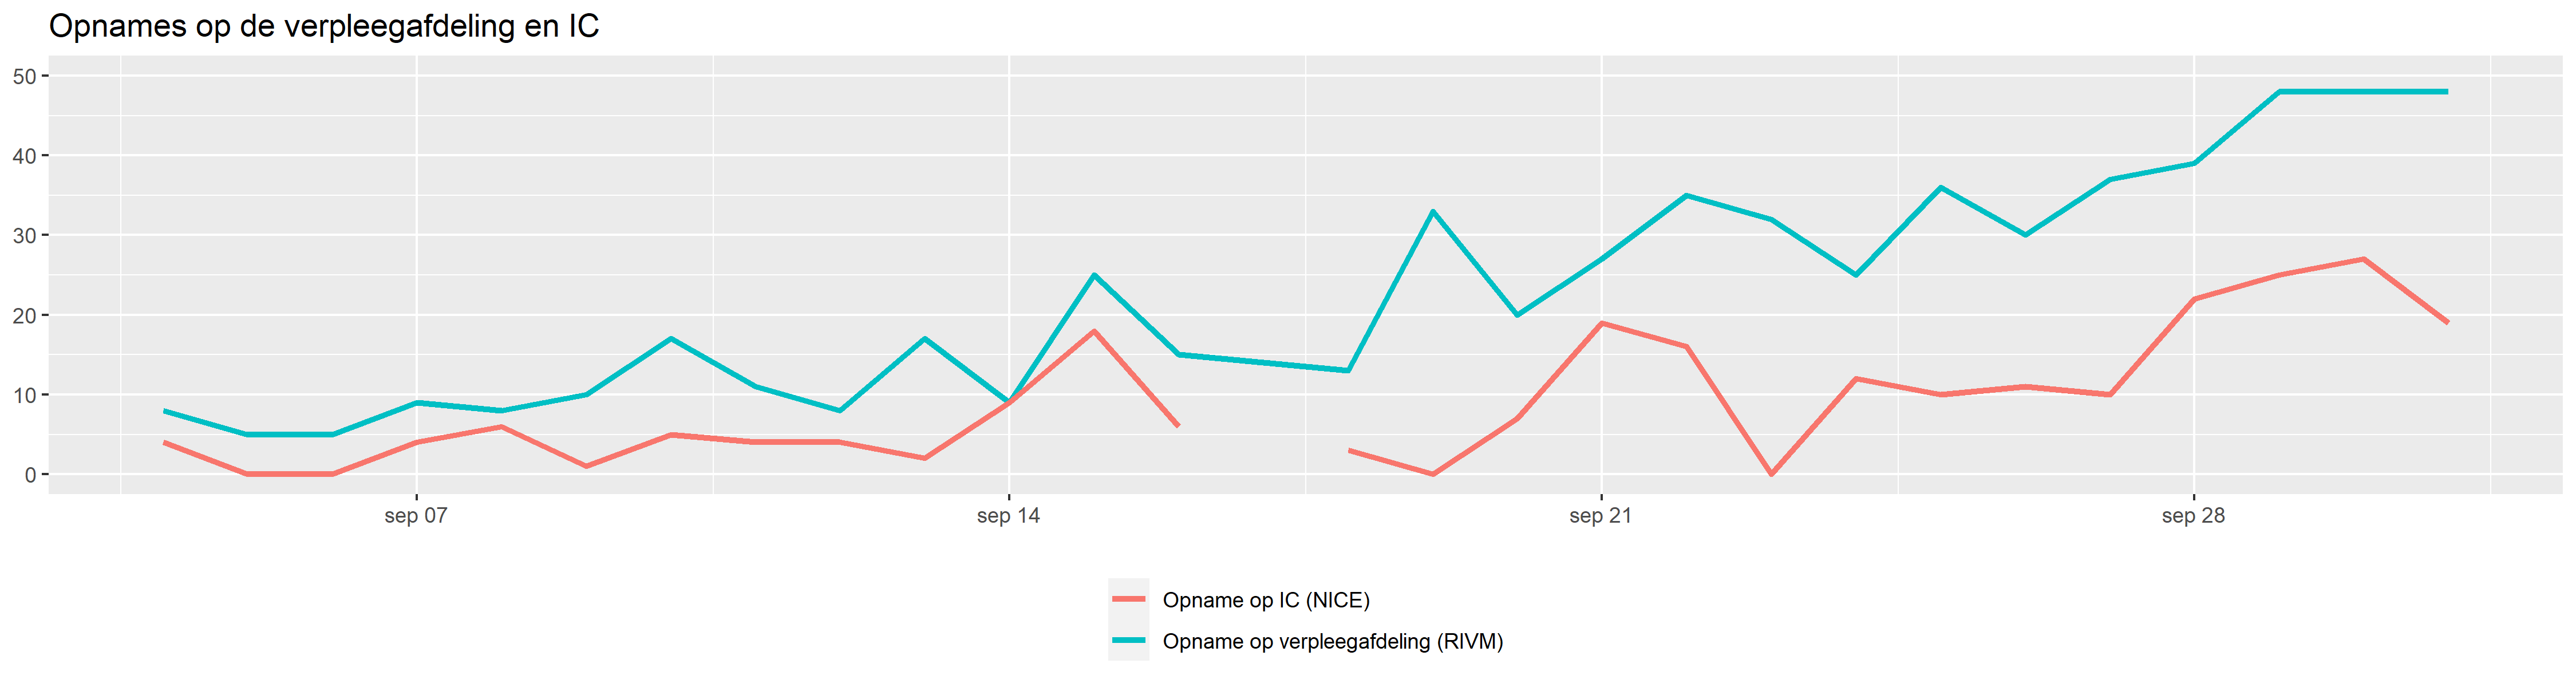 Opnames op de verpleegafdeling en IC
50
40
30
20
10
0
sep 07 sep 14 sep 21 sep 28
Opname op IC (NICE)
Opname op verpleegafdeling (RIVM)